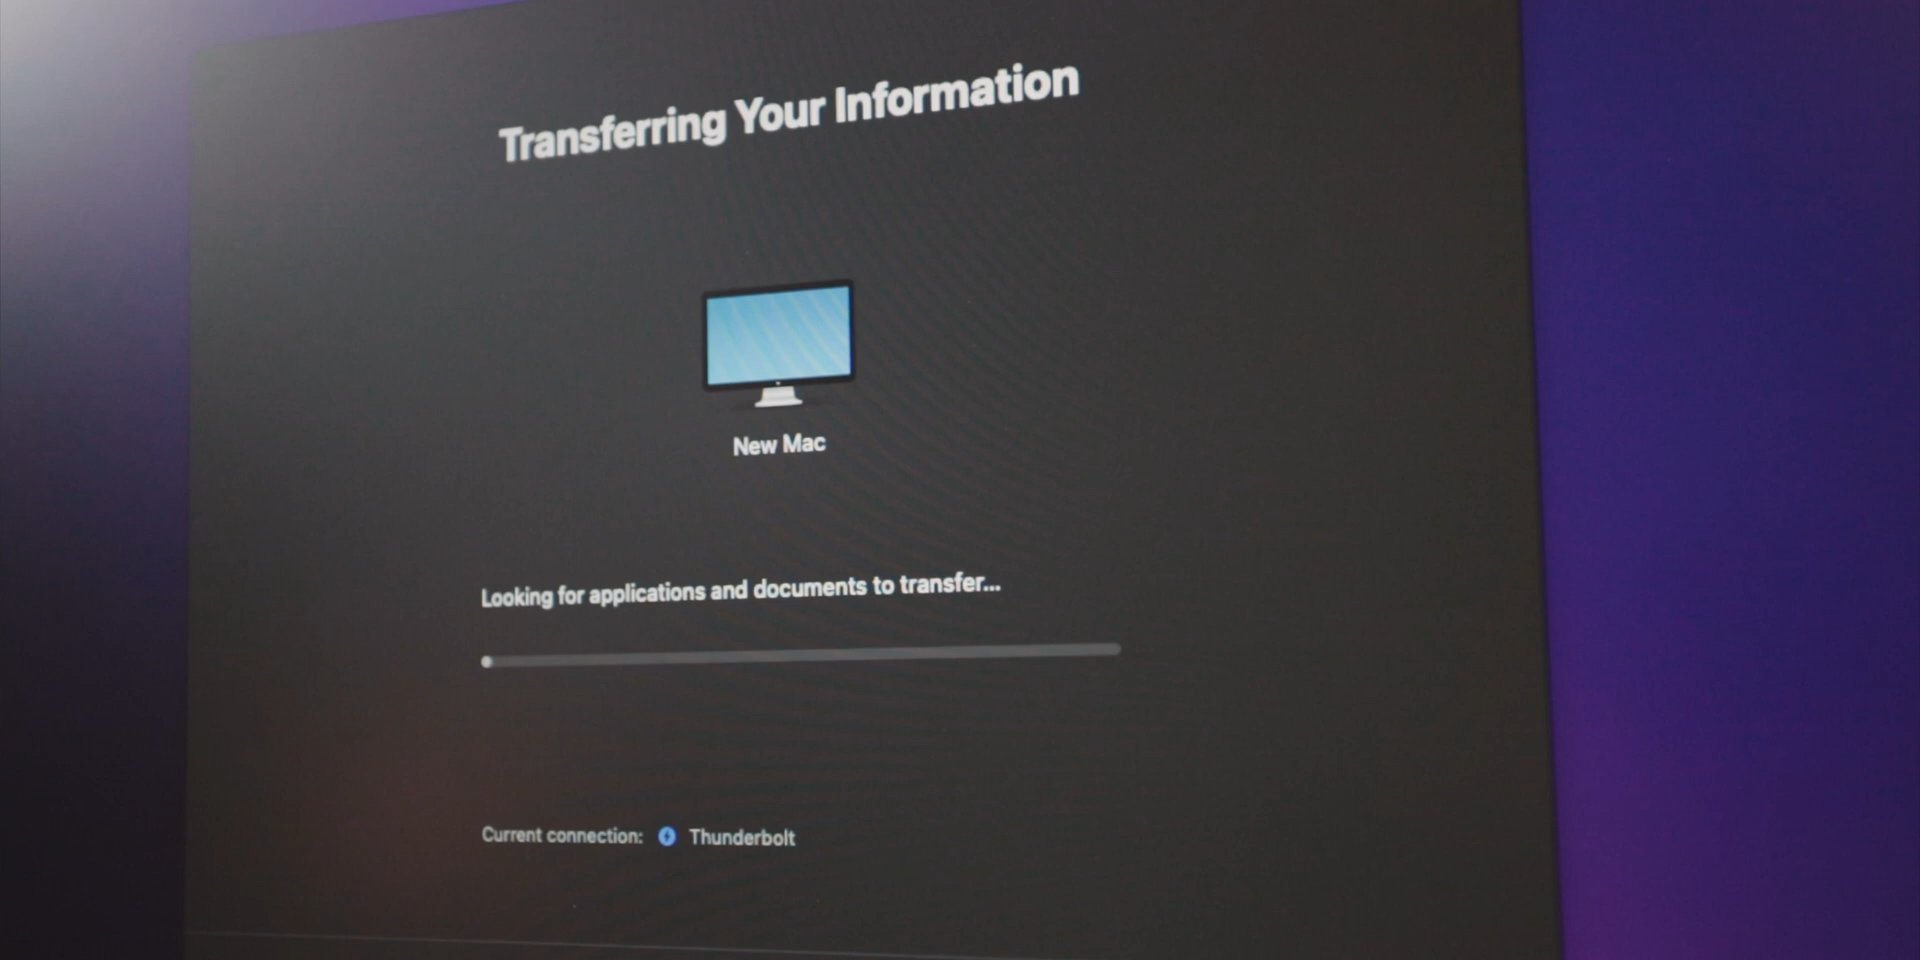 Transferring Your Information
New Mac
Looking for applications and documents to transfer...
Current connection: Thunderbolt